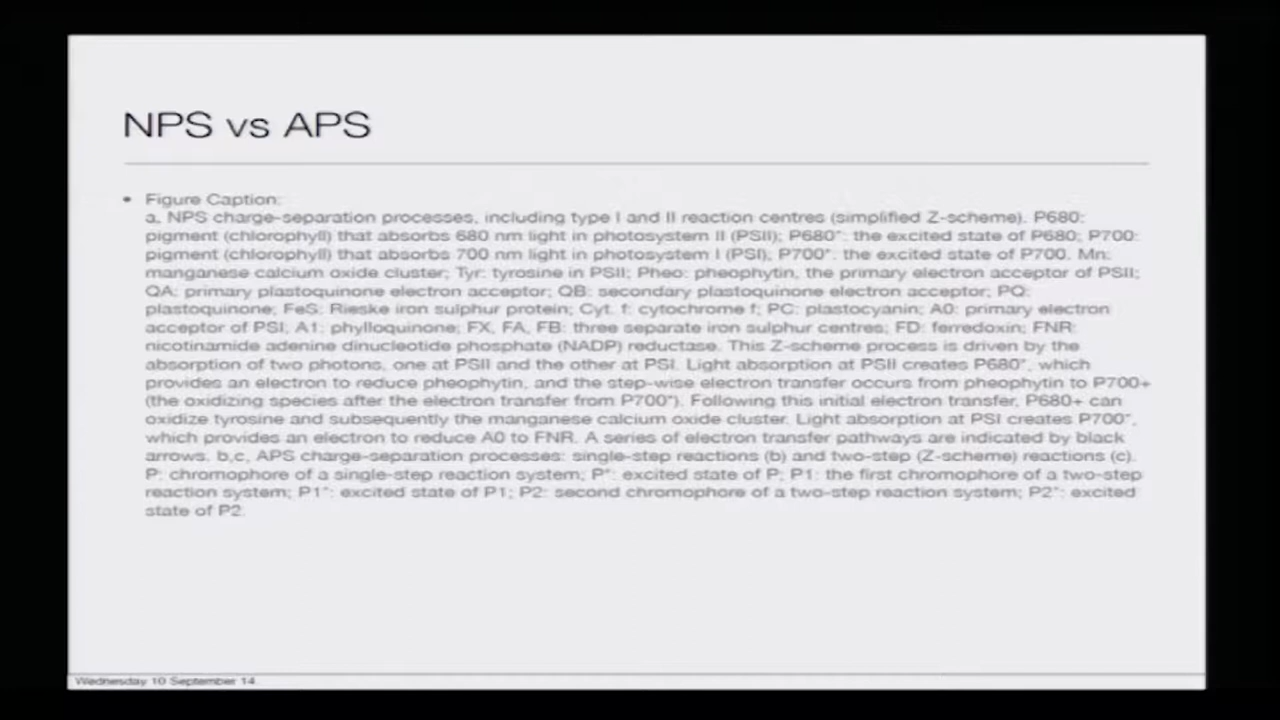 NPS vs APS
• Figure Caption:
a, NPS charge-separation processes, including type I and II reaction centres (simplified Z-scheme). P680:
pigment (chlorophyll) that absorbs 680 nm light in photosystem II (PSII); P680*: the excited state of P680; P700:
pigment (chlorophyll) that absorbs 700 nm light in photosystem I (PSI); P700*: the excited state of P700. Mn:
manganese calcium oxide cluster; Tyr: tyrosine in PSII; Pheo: pheophytin, the primary electron acceptor of PSII;
QA: primary plastoquinone electron acceptor; QB: secondary plastoquinone electron acceptor; PQ:
plastoquinone; FeS: Rieske iron sulphur protein; Cyt. f: cytochrome f; PC: plastocyanin; A0: primary electron
acceptor of PSI, A1: phylloquinone; FX, FA, FB: three separate iron sulphur centres; FD: ferredoxin; FNR:
nicotinamide adenine dinucleotide phosphate (NADP) reductase. This Z-scheme process is driven by the
absorption of two photons, one at PSII and the other at PSI. Light absorption at PSII creates P680*, which
provides an electron to reduce pheophytin, and the step-wise electron transfer occurs from pheophytin to P700+
(the oxidizing species after the electron transfer from P700*). Following this initial electron transfer, P680+ can
oxidize tyrosine and subsequently the manganese calcium oxide cluster. Light absorption at PSI creates P700*,
which provides an electron to reduce A0 to FNR. A series of electron transfer pathways are indicated by black
arrows. b,c, APS charge-separation processes: single-step reactions (b) and two-step (Z-scheme) reactions (c).
P: chromophore of a single-step reaction system; P*: excited state of P; P1: the first chromophore of a two-step
reaction system; P1*: excited state of P1; P2: second chromophore of a two-step reaction system; P2*: excited
state of P2.
Wednesday 10 September 14